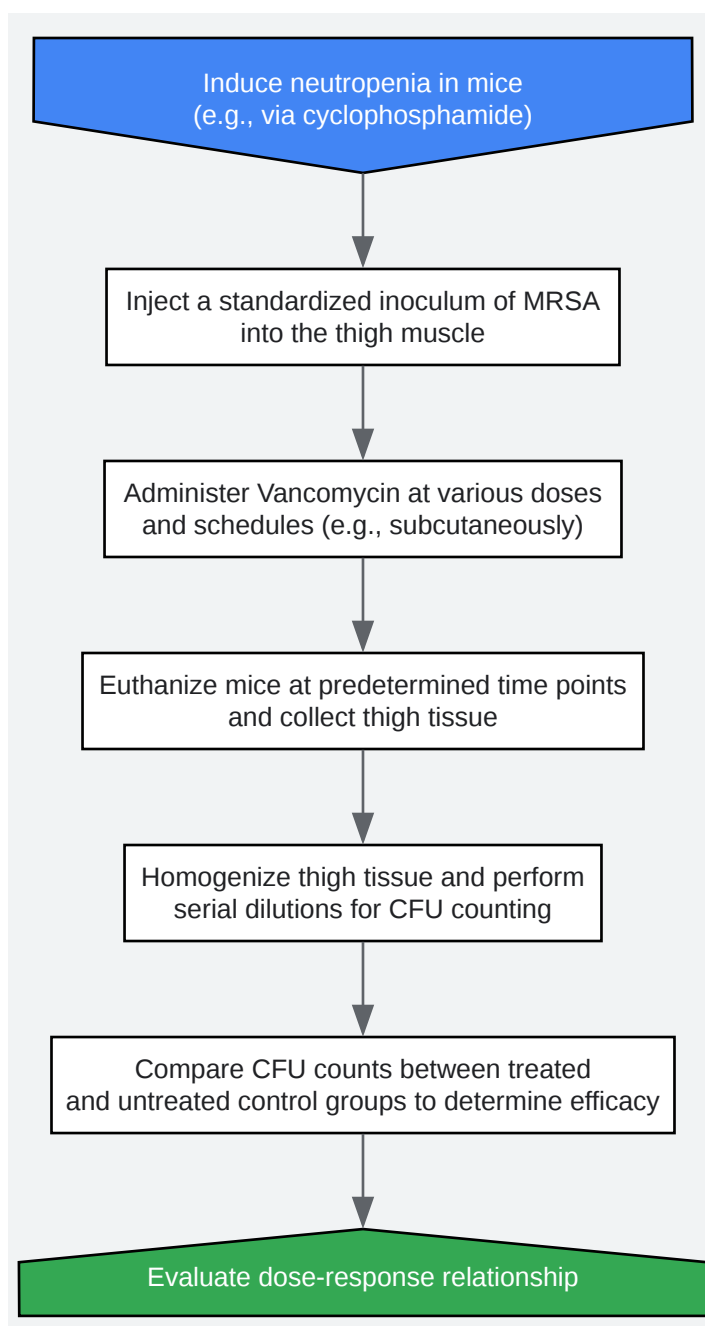 Induce neutropenia in mice
(e.g., via cyclophosphamide)
Inject a standardized inoculum of MRSA
into the thigh muscle
Administer Vancomycin at various doses
and schedules (e.g., subcutaneously)
Euthanize mice at predetermined time points
and collect thigh tissue
Homogenize thigh tissue and perform
serial dilutions for CFU counting
Compare CFU counts between treated
and untreated control groups to determine efficacy
Evaluate dose-response relationship